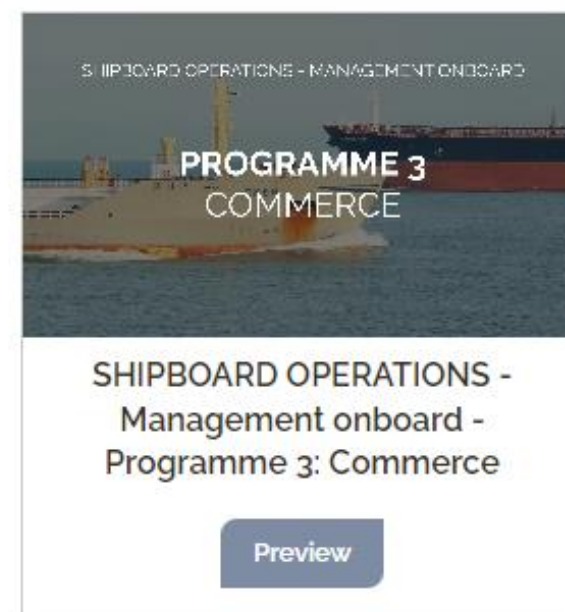 SHIPBOARD OPERATIONS - MANAGEMENT ONBOARD
PROGRAMME 3
COMMERCE
SHIPBOARD OPERATIONS -
Management onboard -
Programme 3: Commerce
Preview